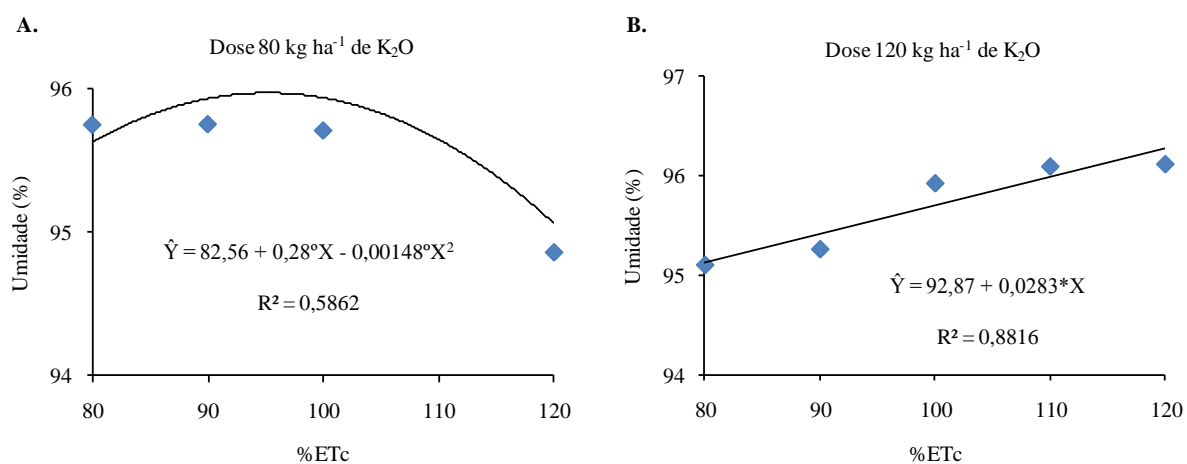 A.
Dose 80 kg ha⁻¹ de K₂O
Umidade (%)
96
95
94
Ŷ = 82,56 + 0,28ºX - 0,00148ºX²
R² = 0,5862
80 90 100 110 120
%ETc
B.
Dose 120 kg ha⁻¹ de K₂O
Umidade (%)
97
96
95
94
Ŷ = 92,87 + 0,0283*X
R² = 0,8816
80 90 100 110 120
%ETc